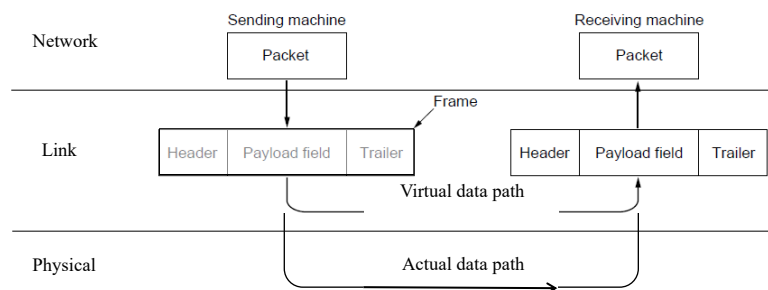 Sending machine
Receiving machine
Network
Packet
Packet
Frame
Link
Header
Payload field
Trailer
Header
Payload field
Trailer
Virtual data path
Physical
Actual data path